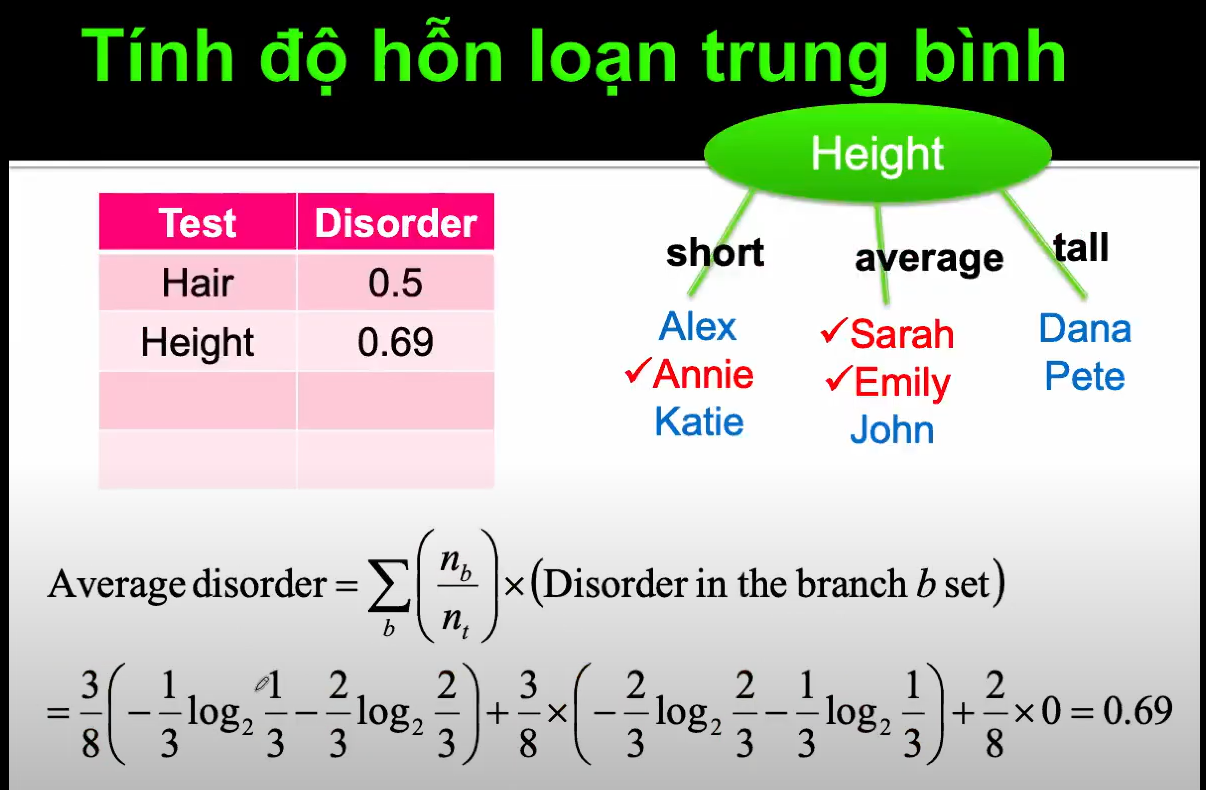 Tính độ hỗn loạn trung bình
Height
Test Disorder
Hair 0.5
Height 0.69
short average tall
Alex ✓Sarah Dana
✓Annie ✓Emily Pete
Katie John
Average disorder = ∑_b (n_b/n_t) × (Disorder in the branch b set)
= 3/8 (− 1/3 log₂ 1/3 − 2/3 log₂ 2/3) + 3/8 × (− 2/3 log₂ 2/3 − 1/3 log₂ 1/3) + 2/8 × 0 = 0.69